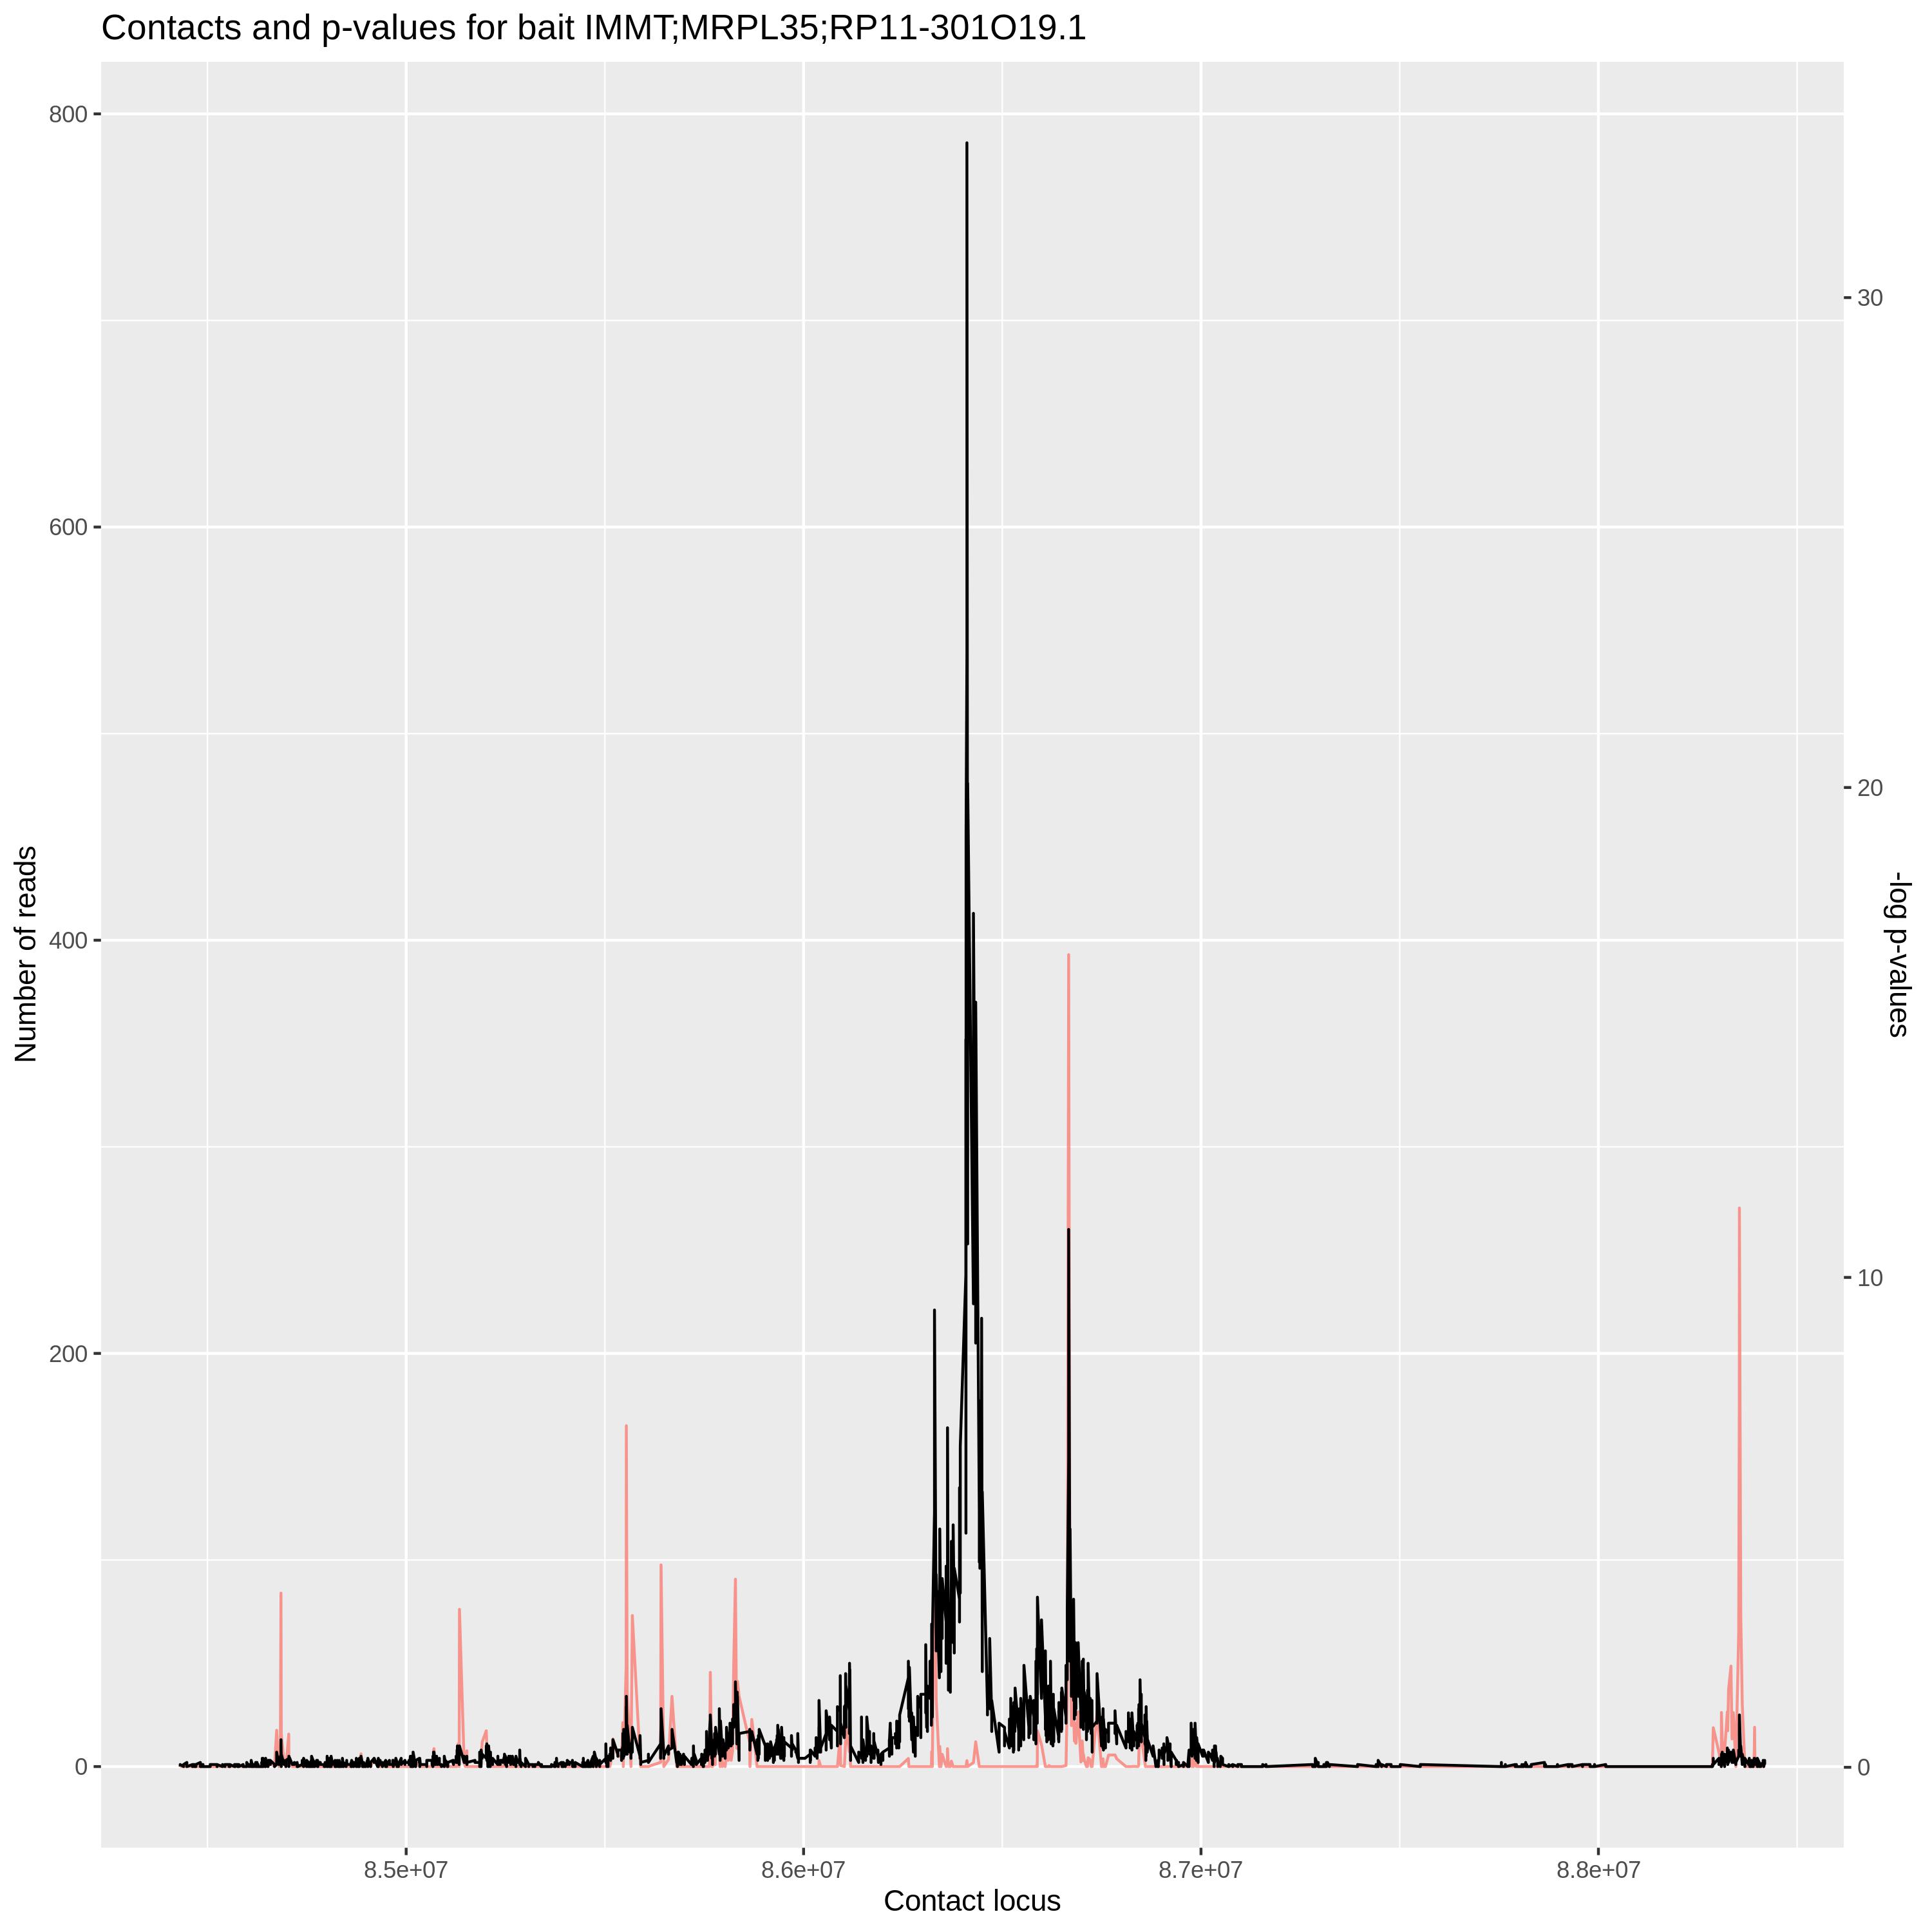 Contacts and p-values for bait IMMT;MRPL35;RP11-301O19.1
800
600
400
200
0
Number of reads
30
20
10
0
-log p-values
8.5e+07
8.6e+07
8.7e+07
8.8e+07
Contact locus